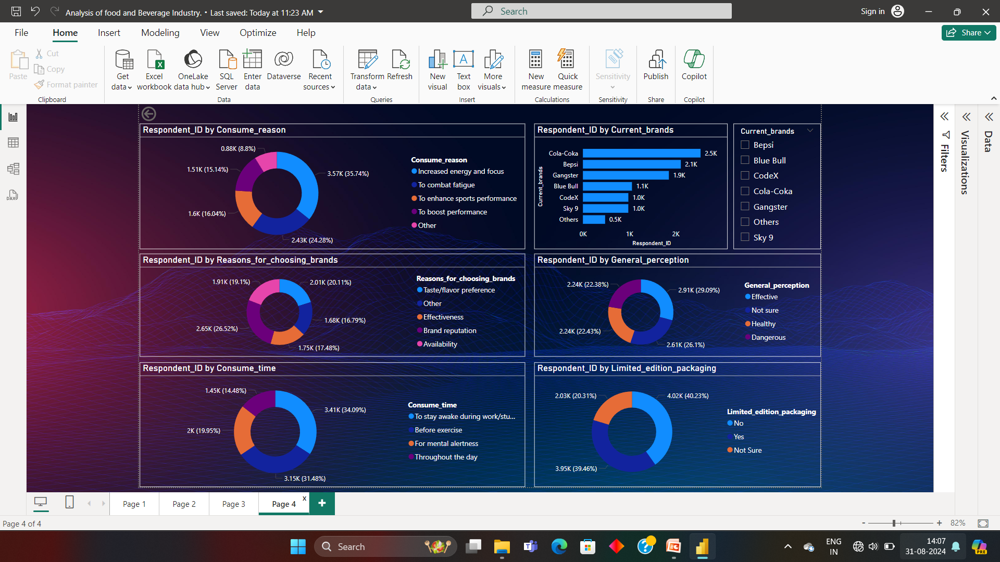 Analysis of food and Beverage Industry. • Last saved: Today at 11:23 AM
Search
Sign in
File Home Insert Modeling View Optimize Help
Share
Paste
Cut
Copy
Format painter
Clipboard
Get data
Excel workbook
OneLake data hub
SQL Server
Enter data
Dataverse
Recent sources
Data
Transform data
Refresh
Queries
New visual
Text box
More visuals
Insert
New measure
Quick measure
Calculations
Sensitivity
Sensitivity
Publish
Share
Copilot
Copilot
Respondent_ID by Consume_reason
0.88K (8.8%)
1.51K (15.14%)
3.57K (35.74%)
1.6K (16.04%)
2.43K (24.28%)
Consume_reason
Increased energy and focus
To combat fatigue
To enhance sports performance
To boost performance
Other
Respondent_ID by Current_brands
Current_brands
Cola-Coka 2.5K
Bepsi 2.1K
Gangster 1.9K
Blue Bull 1.1K
CodeX 1.0K
Sky 9 1.0K
Others 0.5K
0K 1K 2K
Respondent_ID
Current_brands
Bepsi
Blue Bull
CodeX
Cola-Coka
Gangster
Others
Sky 9
Filters
Visualizations
Data
Respondent_ID by Reasons_for_choosing_brands
1.91K (19.1%)
2.01K (20.11%)
1.68K (16.79%)
2.65K (26.52%)
1.75K (17.48%)
Reasons_for_choosing_brands
Taste/flavor preference
Other
Effectiveness
Brand reputation
Availability
Respondent_ID by General_perception
2.24K (22.38%)
2.91K (29.09%)
2.24K (22.43%)
2.61K (26.1%)
General_perception
Effective
Not sure
Healthy
Dangerous
Respondent_ID by Consume_time
1.45K (14.48%)
3.41K (34.09%)
2K (19.95%)
3.15K (31.48%)
Consume_time
To stay awake during work/stu...
Before exercise
For mental alertness
Throughout the day
Respondent_ID by Limited_edition_packaging
2.03K (20.31%)
4.02K (40.23%)
3.95K (39.46%)
Limited_edition_packaging
No
Yes
Not Sure
Page 1
Page 2
Page 3
Page 4
x
+
Page 4 of 4
- + 82%
Search
ENG
IN
14:07
31-08-2024
PRE